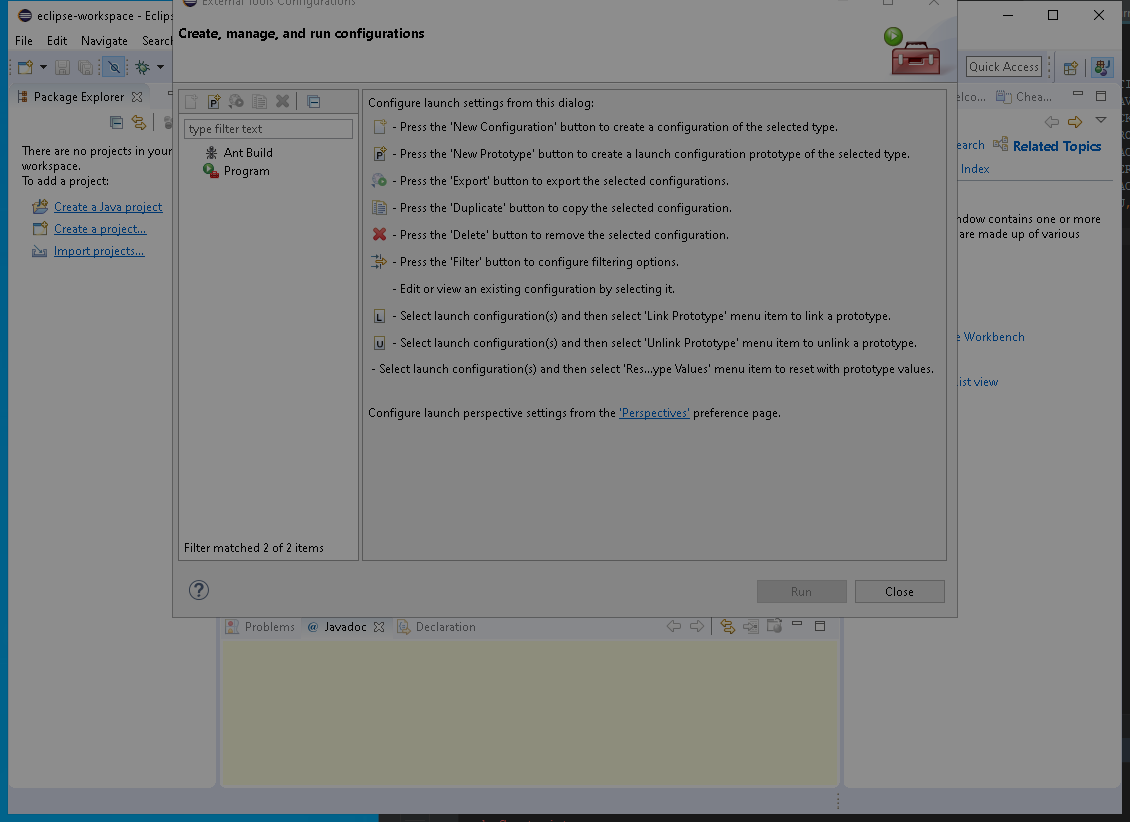 eclipse-workspace - Eclips
External Tools Configurations
File Edit Navigate Search
Create, manage, and run configurations
Quick Access
Package Explorer
There are no projects in your
workspace.
To add a project:
Create a Java project
Create a project...
Import projects...
type filter text
Ant Build
Program
Filter matched 2 of 2 items
Configure launch settings from this dialog:
- Press the 'New Configuration' button to create a configuration of the selected type.
- Press the 'New Prototype' button to create a launch configuration prototype of the selected type.
- Press the 'Export' button to export the selected configurations.
- Press the 'Duplicate' button to copy the selected configuration.
- Press the 'Delete' button to remove the selected configuration.
- Press the 'Filter' button to configure filtering options.
- Edit or view an existing configuration by selecting it.
L - Select launch configuration(s) and then select 'Link Prototype' menu item to link a prototype.
U - Select launch configuration(s) and then select 'Unlink Prototype' menu item to unlink a prototype.
- Select launch configuration(s) and then select 'Res...ype Values' menu item to reset with prototype values.
Configure launch perspective settings from the 'Perspectives' preference page.
Run Close
elco... Chea...
earch Related Topics
Index
ndow contains one or more
are made up of various
e Workbench
ist view
Problems @ Javadoc Declaration